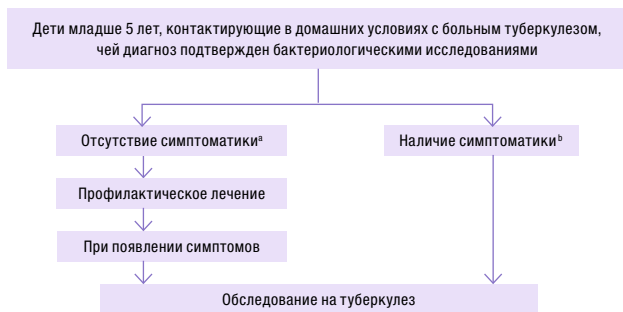 Дети младше 5 лет, контактирующие в домашних условиях с больным туберкулезом,
чей диагноз подтвержден бактериологическими исследованиями
Отсутствие симптоматикиᵃ
Наличие симптоматикиᵇ
Профилактическое лечение
При появлении симптомов
Обследование на туберкулез